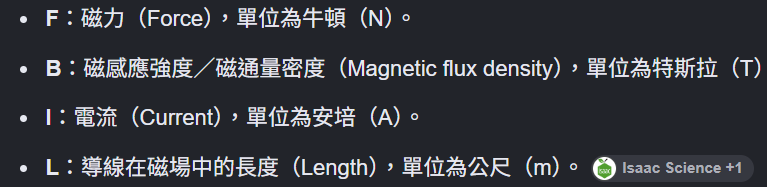 • F：磁力（Force），單位為牛頓（N）。
• B：磁感應強度／磁通量密度（Magnetic flux density），單位為特斯拉（T）
• I：電流（Current），單位為安培（A）。
• L：導線在磁場中的長度（Length），單位為公尺（m）。 Isaac Science +1